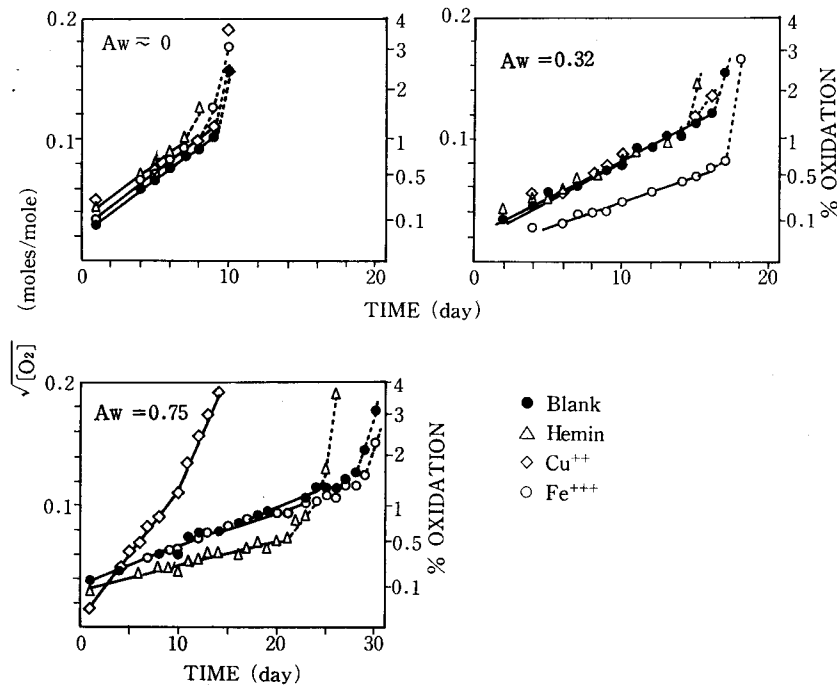 0.2
0.1
Aw ≈ 0
4
3
2
1
0.5
0.1
0
10
20
0.2
0.1
Aw = 0.32
4
3
2
1
0.5
0.1
0
10
20
% OXIDATION
(moles/mole)
TIME (day)
√[O₂]
0.2
0.1
Aw = 0.75
4
3
2
1
0.5
0.1
% OXIDATION
0
10
20
30
TIME (day)
● Blank
△ Hemin
◇ Cu⁺⁺
○ Fe⁺⁺⁺